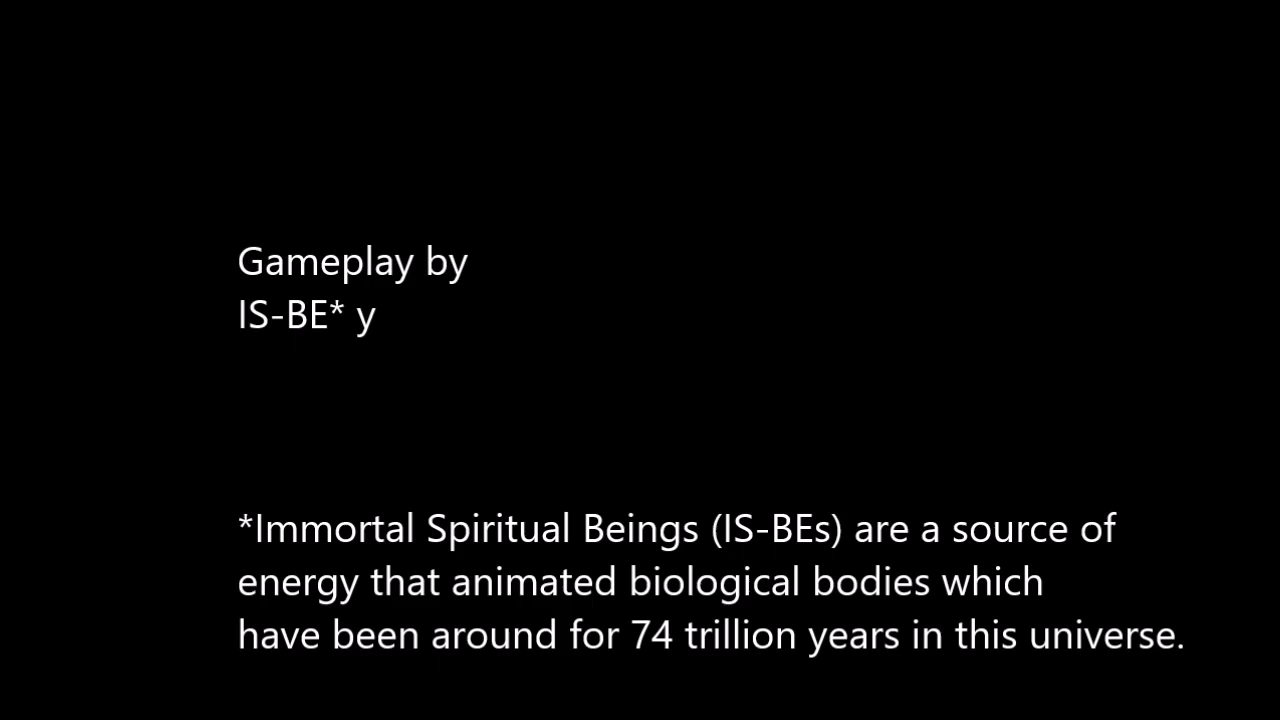 Gameplay by
IS-BE* y
*Immortal Spiritual Beings (IS-BEs) are a source of
energy that animated biological bodies which
have been around for 74 trillion years in this universe.